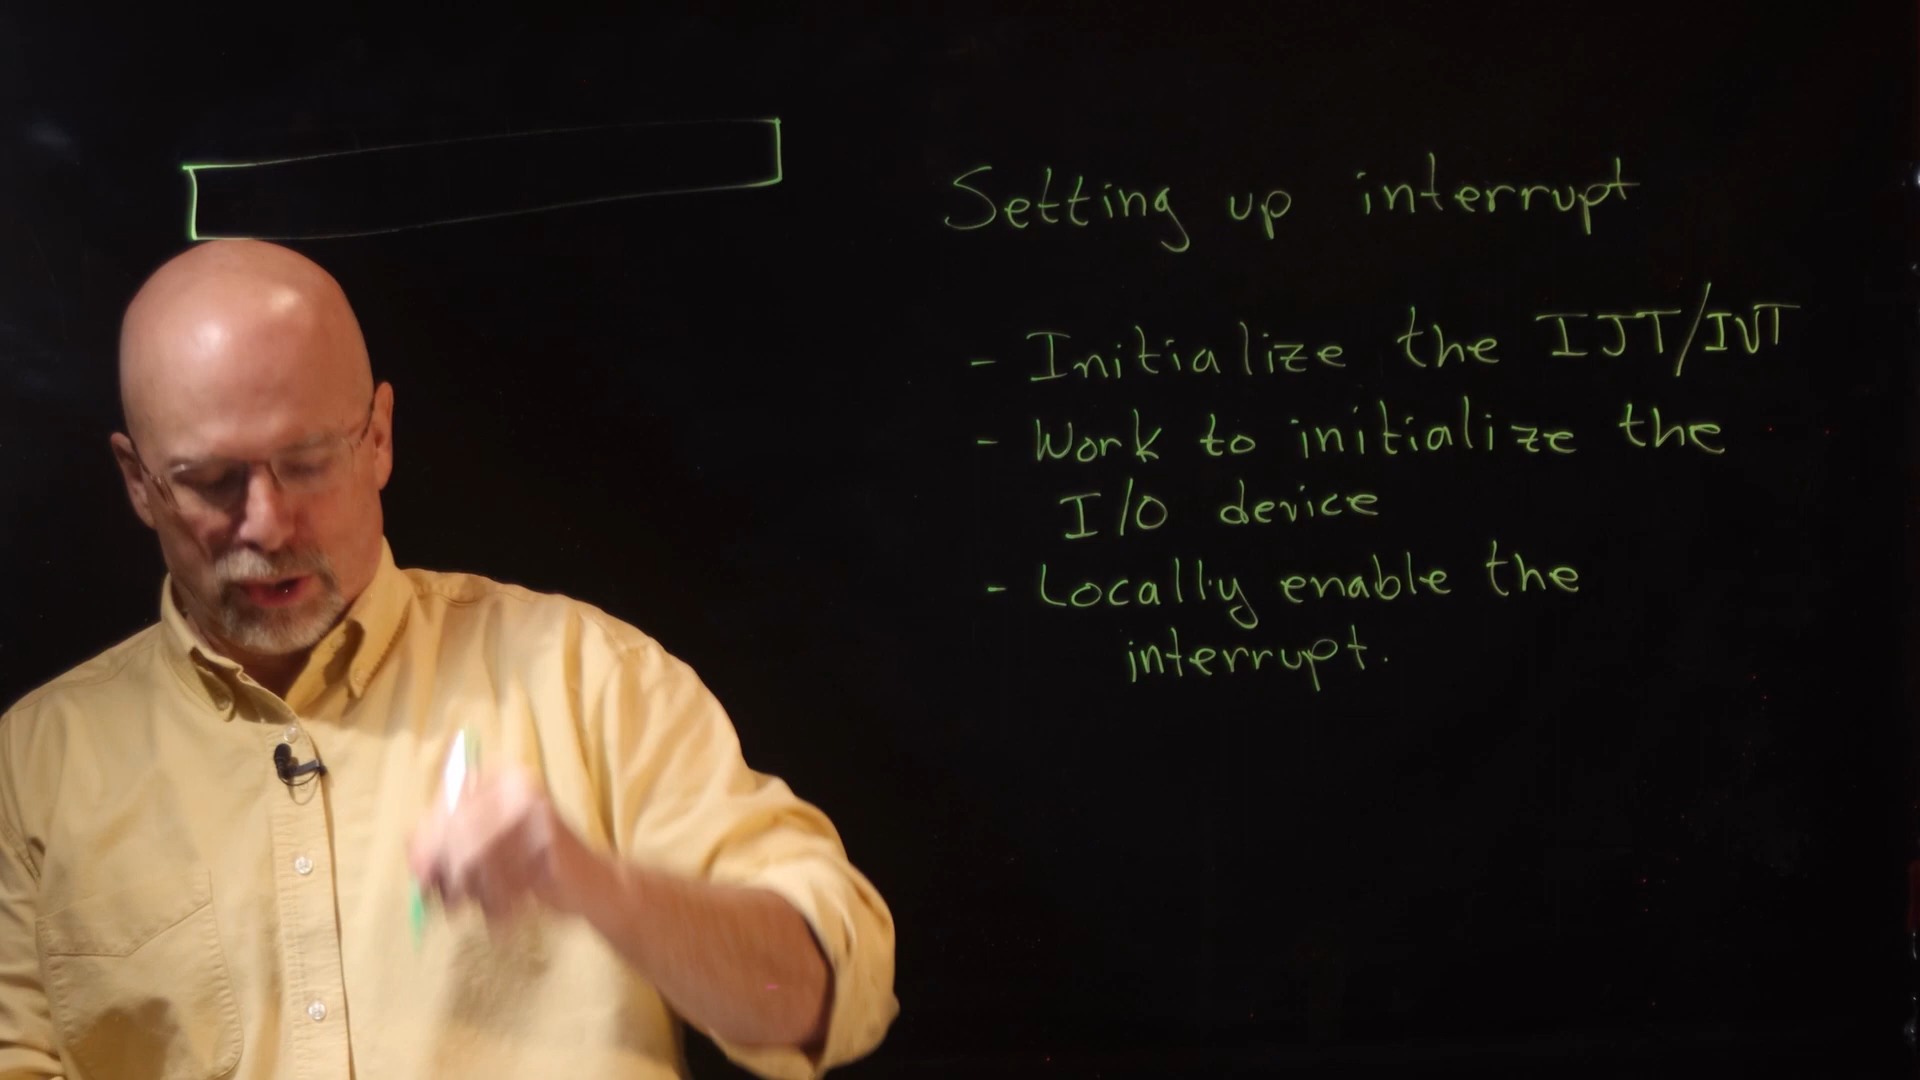 Setting up interrupt
- Initialize the IJT/IVT
- Work to initialize the
I/O device
- Locally enable the
interrupt.